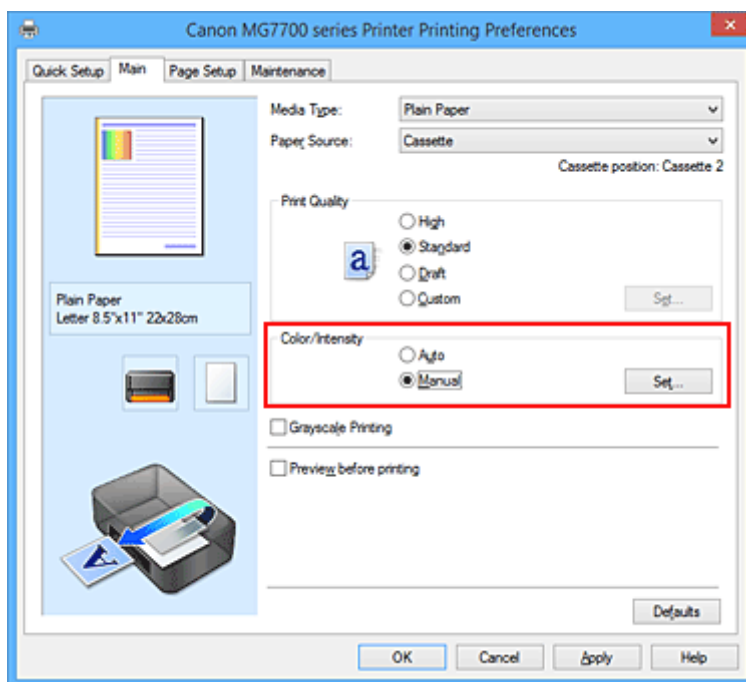 Canon MG7700 series Printer Printing Preferences
Quick Setup Main Page Setup Maintenance
Media Type: Plain Paper
Paper Source: Cassette
Cassette position: Cassette 2
Print Quality
High
Standard
Draft
Custom Set...
Plain Paper
Letter 8.5"x11" 22x28cm
Color/Intensity
Auto
Manual Set...
Grayscale Printing
Preview before printing
Defaults
OK Cancel Apply Help
a
A